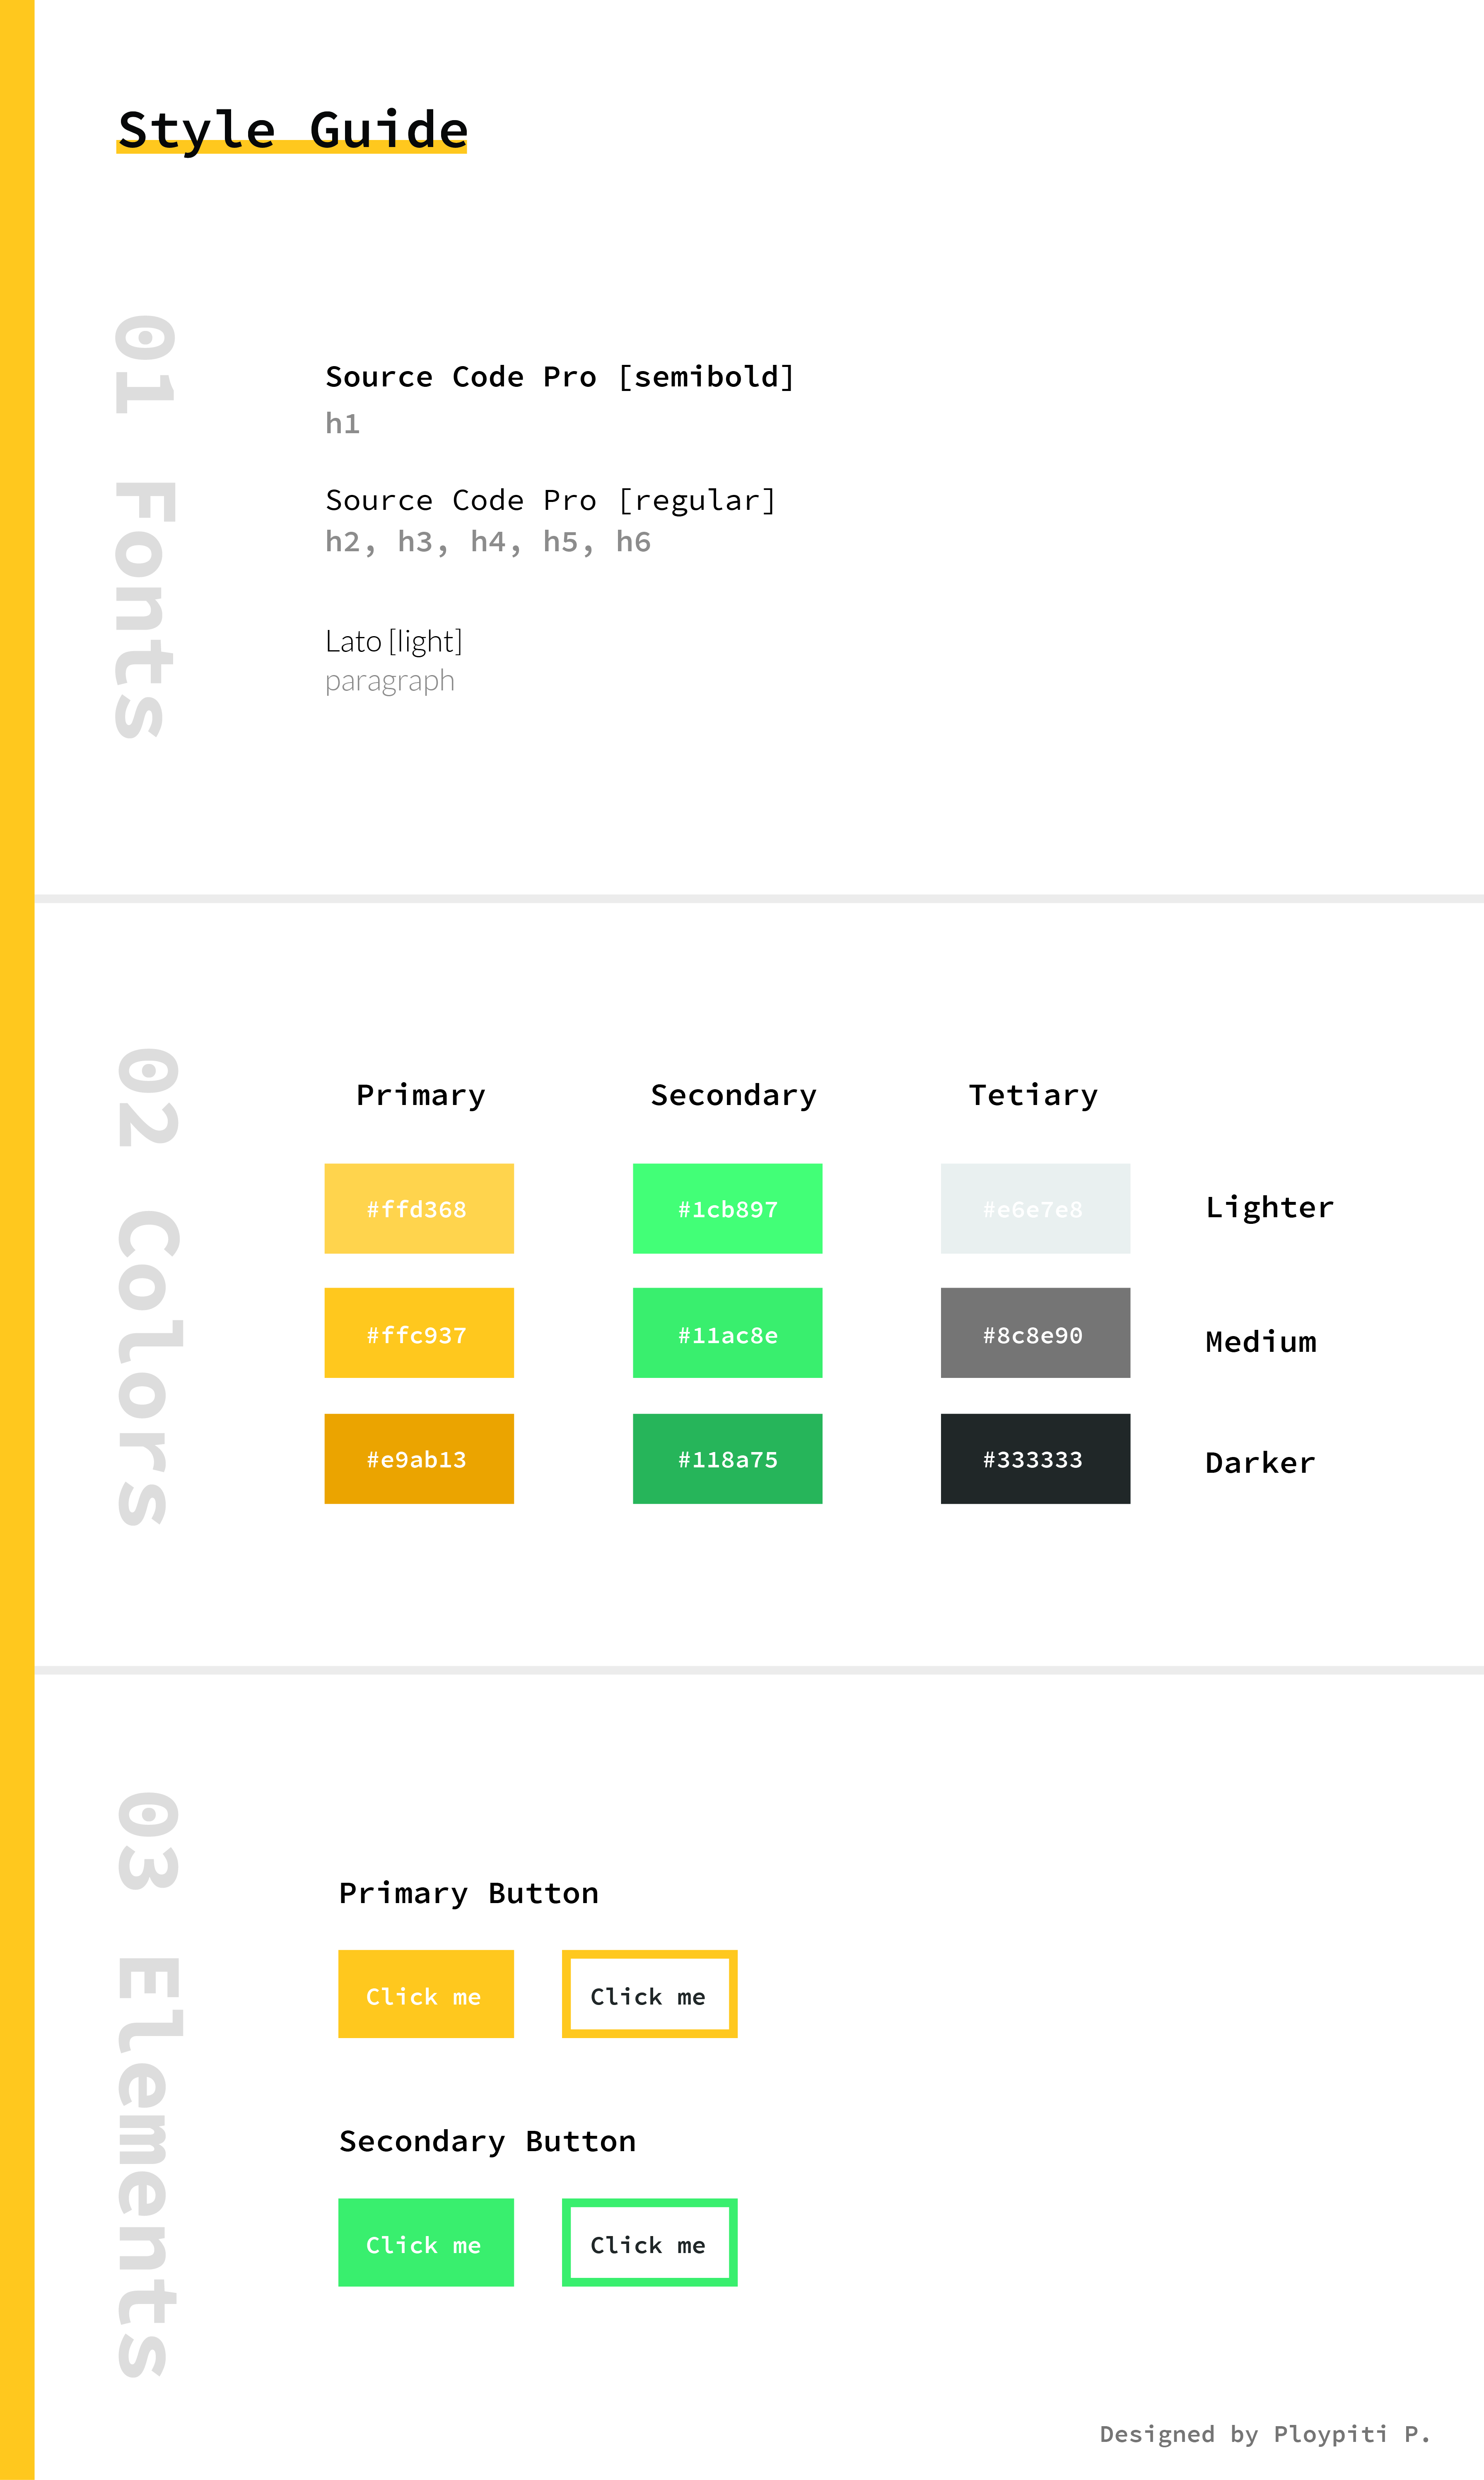 Style Guide
01 Fonts
Source Code Pro [semibold]
h1
Source Code Pro [regular]
h2, h3, h4, h5, h6
Lato [light]
paragraph
02 Colors
Primary Secondary Tetiary
#ffd368 #1cb897 #e6e7e8 Lighter
#ffc937 #11ac8e #8c8e90 Medium
#e9ab13 #118a75 #333333 Darker
03 Elements
Primary Button
Click me Click me
Secondary Button
Click me Click me
Designed by Ploypiti P.